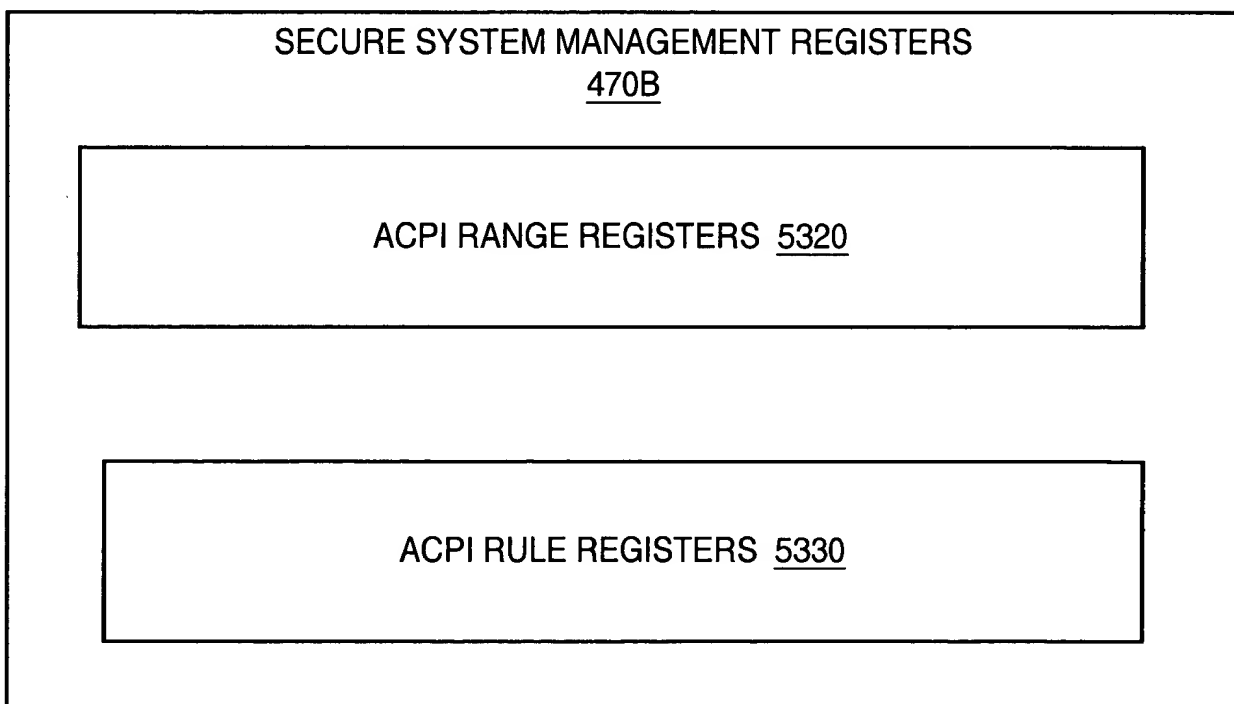 SECURE SYSTEM MANAGEMENT REGISTERS
470B
ACPI RANGE REGISTERS 5320
ACPI RULE REGISTERS 5330